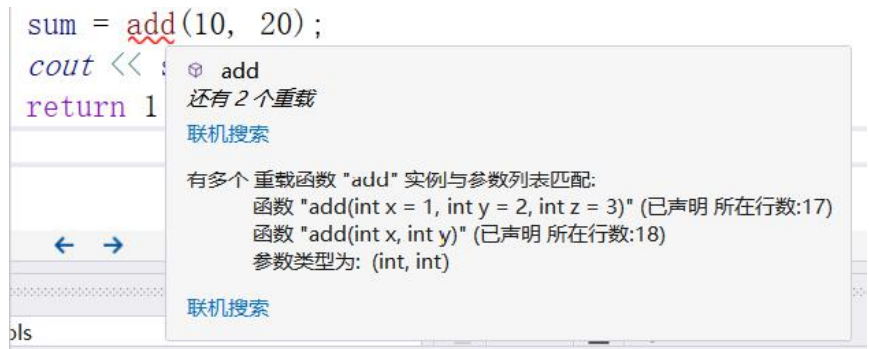 sum = add(10, 20);
cout <<
return 1
add
还有 2 个重载
联机搜索
有多个 重载函数 "add" 实例与参数列表匹配:
函数 "add(int x = 1, int y = 2, int z = 3)" (已声明 所在行数:17)
函数 "add(int x, int y)" (已声明 所在行数:18)
参数类型为: (int, int)
联机搜索